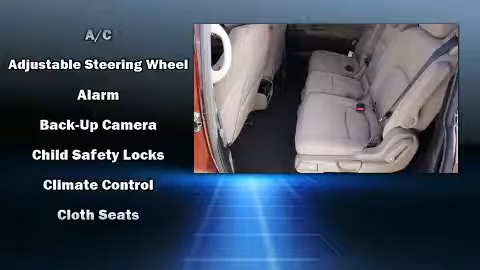 A/C
Adjustable Steering Wheel
Alarm
Back-Up Camera
Child Safety Locks
Climate Control
Cloth Seats